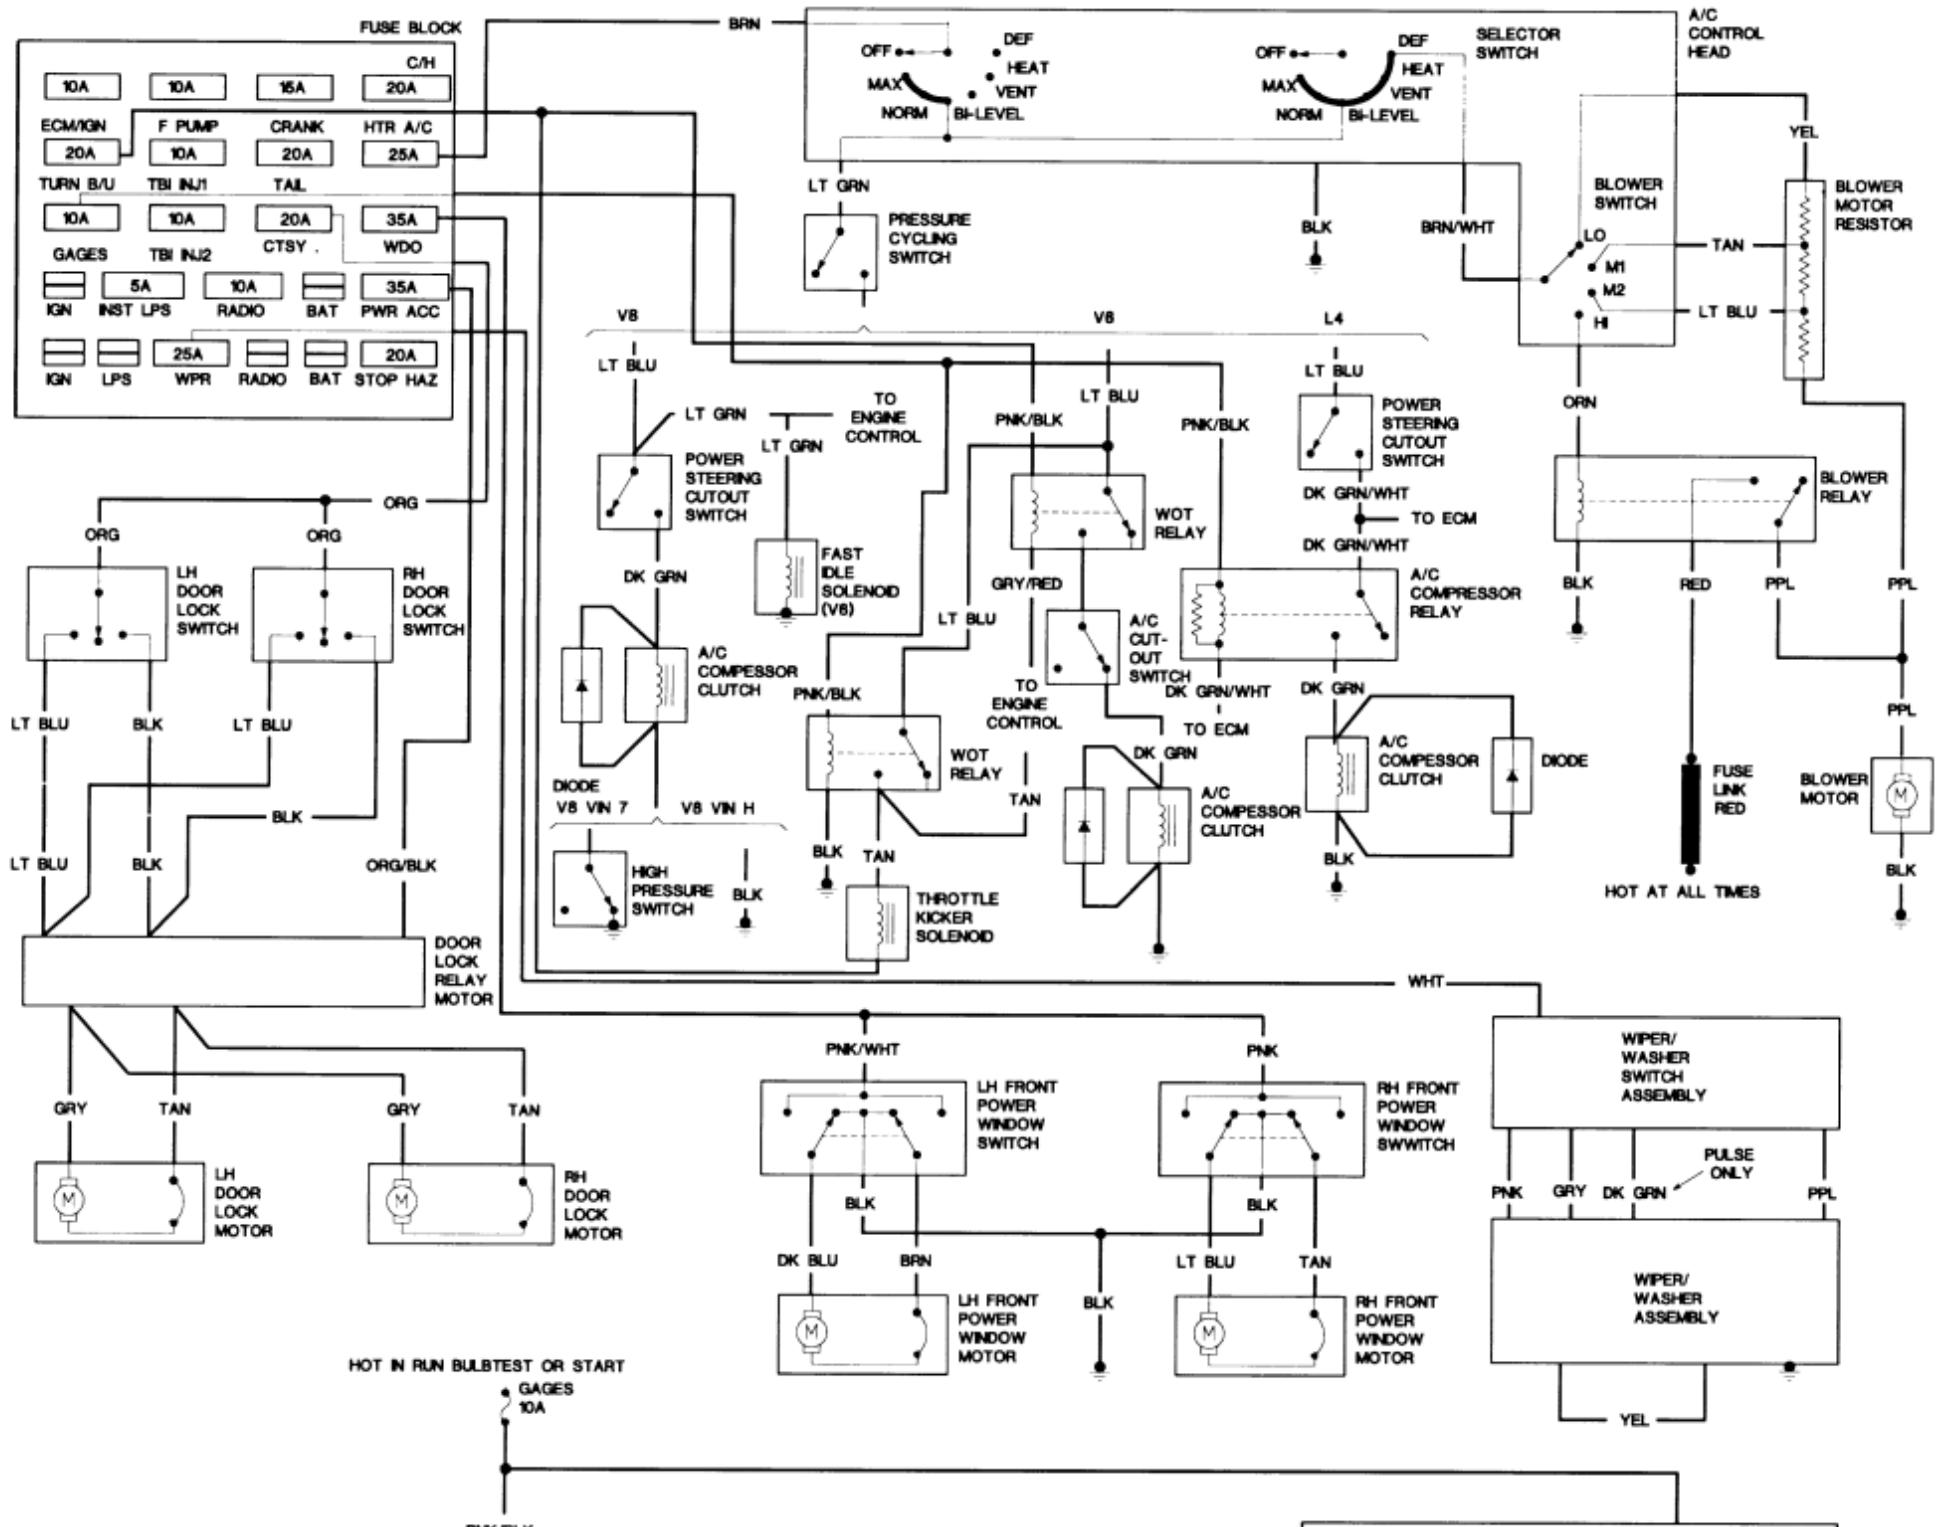 FUSE BLOCK
C/H
10A 10A 15A 20A
ECM/IGN F PUMP CRANK HTR A/C
20A 10A 20A 25A
TURN B/U TBI INJ1 TAIL
10A 10A 20A 35A
GAGES TBI INJ2 CTSY . WDO
5A 10A 35A
IGN INST LPS RADIO BAT PWR ACC
25A 20A
IGN LPS WPR RADIO BAT STOP HAZ
BRN
OFF
DEF
HEAT
MAX
VENT
NORM BI-LEVEL
OFF
DEF
HEAT
MAX
VENT
NORM BI-LEVEL
SELECTOR
SWITCH
A/C
CONTROL
HEAD
YEL
LT GRN
PRESSURE
CYCLING
SWITCH
BLK
BRN/WHT
BLOWER
SWITCH
LO
M1
M2
HI
TAN
LT BLU
BLOWER
MOTOR
RESISTOR
V8
V6
L4
LT BLU
LT GRN
TO
ENGINE
CONTROL
LT GRN
POWER
STEERING
CUTOUT
SWITCH
FAST
IDLE
SOLENOID
(V6)
DK GRN
A/C
COMPESSOR
CLUTCH
DIODE
V8 VIN 7 V8 VIN H
HIGH
PRESSURE
SWITCH
BLK
PNK/BLK
LT BLU
PNK/BLK
WOT
RELAY
GRY/RED
LT BLU
A/C
CUT-
OUT
SWITCH
TO
ENGINE
CONTROL
PNK/BLK
WOT
RELAY
TAN
DK GRN
A/C
COMPESSOR
CLUTCH
BLK
TAN
THROTTLE
KICKER
SOLENOID
LT BLU
POWER
STEERING
CUTOUT
SWITCH
DK GRN/WHT
TO ECM
DK GRN/WHT
A/C
COMPRESSOR
RELAY
DK GRN/WHT
TO ECM
DK GRN
A/C
COMPESSOR
CLUTCH
DIODE
BLK
ORN
BLOWER
RELAY
BLK
RED
PPL
PPL
PPL
FUSE
LINK
RED
HOT AT ALL TIMES
BLOWER
MOTOR
M
BLK
ORG
ORG
ORG
LH
DOOR
LOCK
SWITCH
RH
DOOR
LOCK
SWITCH
LT BLU
BLK
LT BLU
BLK
LT BLU
BLK
ORG/BLK
DOOR
LOCK
RELAY
MOTOR
GRY
TAN
GRY
TAN
M
LH
DOOR
LOCK
MOTOR
M
RH
DOOR
LOCK
MOTOR
WHT
PNK/WHT
PNK
LH FRONT
POWER
WINDOW
SWITCH
RH FRONT
POWER
WINDOW
SWWITCH
BLK
BLK
DK BLU
BRN
LT BLU
TAN
BLK
M
LH FRONT
POWER
WINDOW
MOTOR
M
RH FRONT
POWER
WINDOW
MOTOR
WIPER/
WASHER
SWITCH
ASSEMBLY
PULSE
ONLY
PNK
GRY
DK GRN
PPL
WIPER/
WASHER
ASSEMBLY
YEL
HOT IN RUN BULBTEST OR START
GAGES
10A